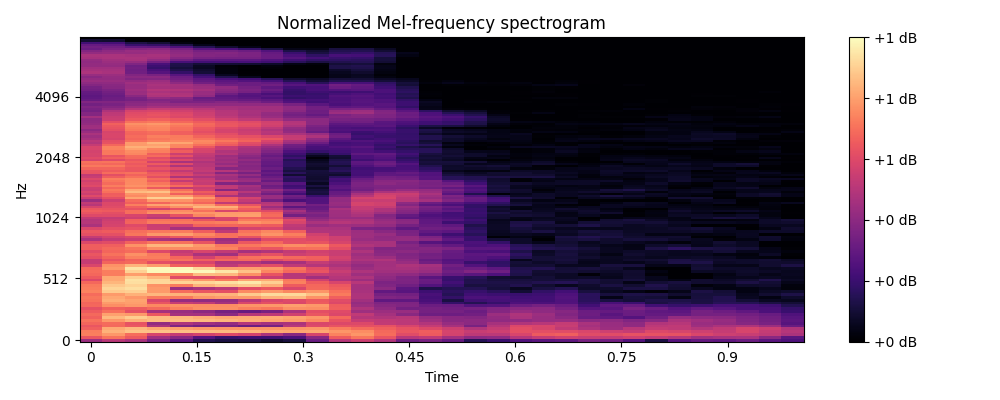 Normalized Mel-frequency spectrogram
Hz
4096
2048
1024
512
0
0 0.15 0.3 0.45 0.6 0.75 0.9
Time
+1 dB
+1 dB
+1 dB
+0 dB
+0 dB
+0 dB